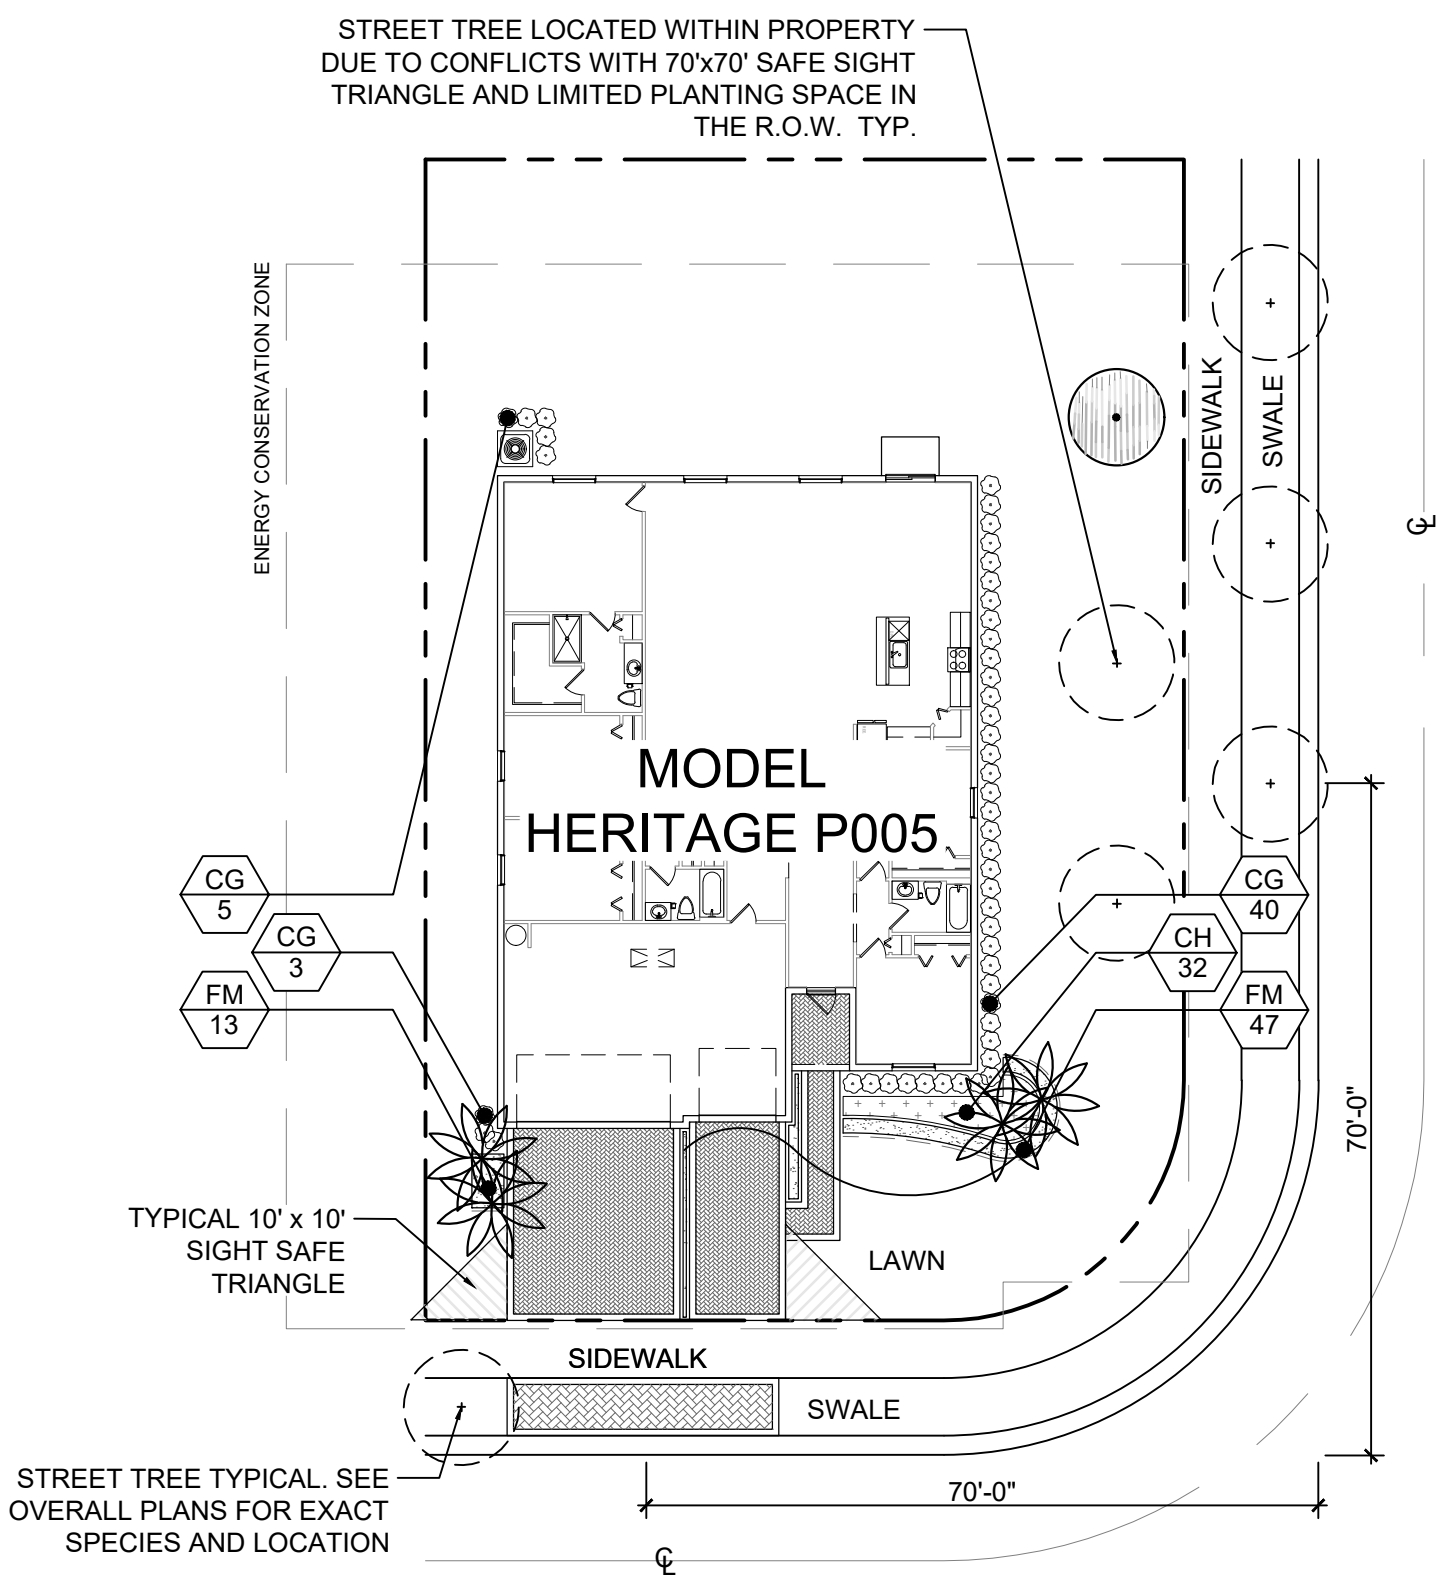 STREET TREE LOCATED WITHIN PROPERTY
DUE TO CONFLICTS WITH 70'x70' SAFE SIGHT
TRIANGLE AND LIMITED PLANTING SPACE IN
THE R.O.W. TYP.
ENERGY CONSERVATION ZONE
SIDEWALK
SWALE
℄
MODEL
HERITAGE P005
CG
5
CG
3
FM
13
CG
40
CH
32
FM
47
70'-0"
TYPICAL 10' x 10'
SIGHT SAFE
TRIANGLE
LAWN
SIDEWALK
SWALE
STREET TREE TYPICAL. SEE
OVERALL PLANS FOR EXACT
SPECIES AND LOCATION
70'-0"
℄